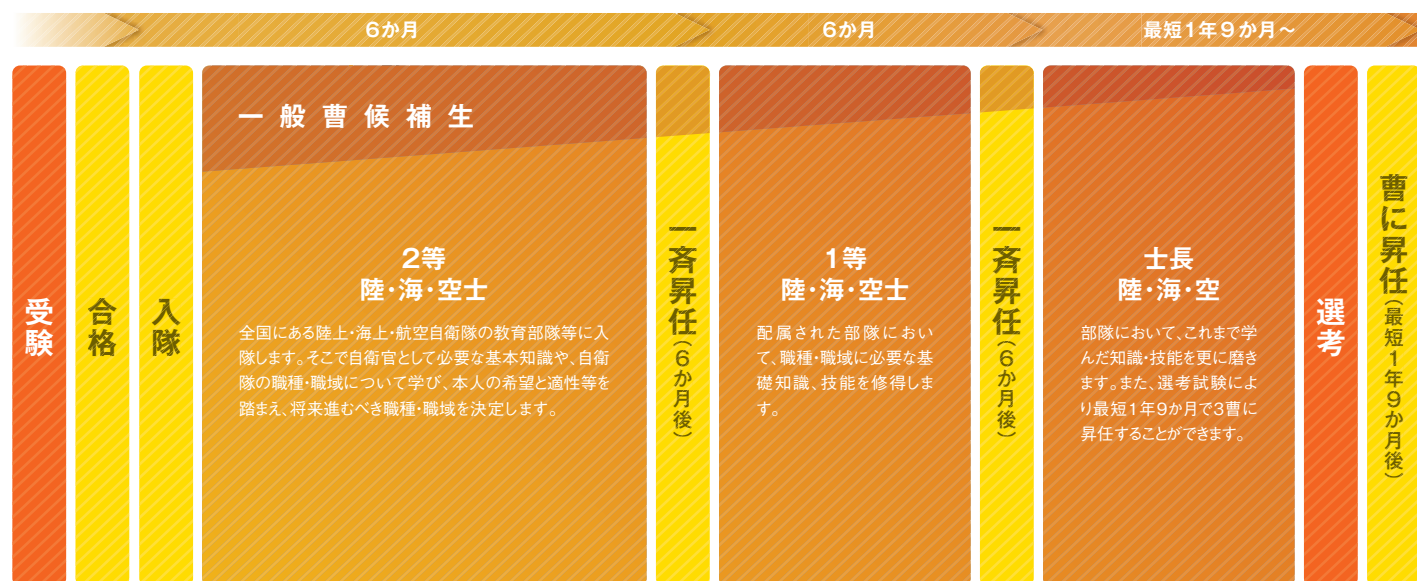 6か月
6か月
最短1年9か月～
受験
合格
入隊
一般曹候補生
2等
陸・海・空士
全国にある陸上・海上・航空自衛隊の教育部隊等に入
隊します。そこで自衛官として必要な基本知識や、自衛
隊の職種・職域について学び、本人の希望と適性等を
踏まえ、将来進むべき職種・職域を決定します。
一斉昇任（6か月後）
1等
陸・海・空士
配属された部隊におい
て、職種・職域に必要な基
礎知識、技能を修得しま
す。
一斉昇任（6か月後）
士長
陸・海・空
部隊において、これまで学
んだ知識・技能を更に磨き
ます。また、選考試験によ
り最短1年9か月で3曹に
昇任することができます。
選考
曹に昇任（最短1年9か月後）